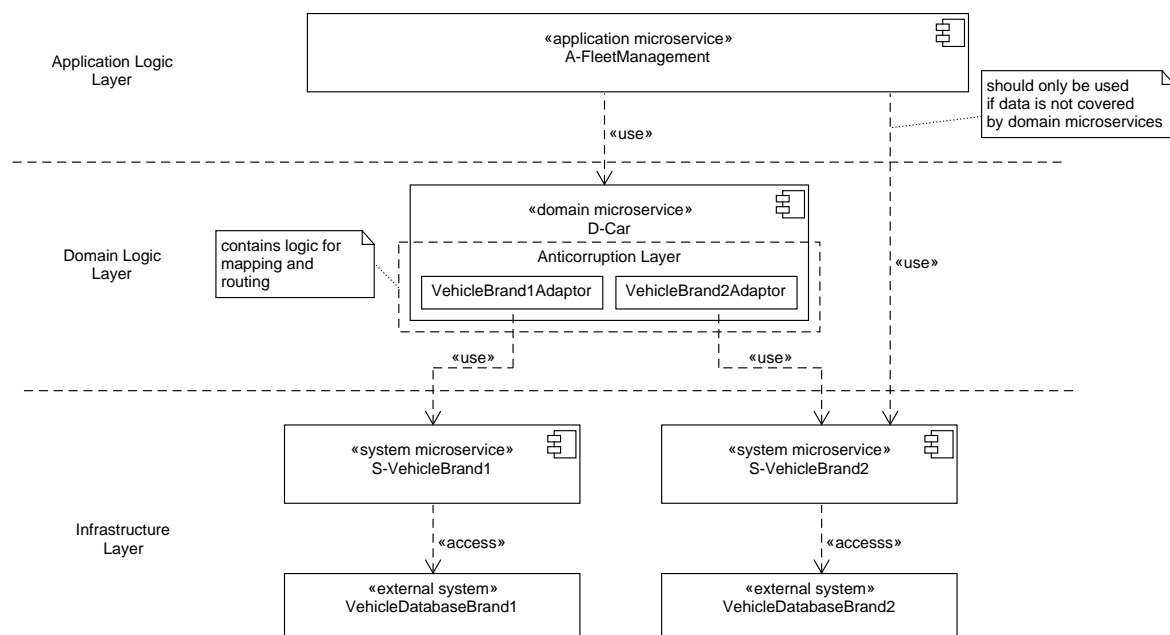 «application microservice»
A-FleetManagement
Application Logic
Layer
should only be used
if data is not covered
by domain microservices
«use»
«domain microservice»
D-Car
contains logic for
mapping and
routing
Anticorruption Layer
Domain Logic
Layer
«use»
VehicleBrand1Adaptor
VehicleBrand2Adaptor
«use»
«use»
«system microservice»
S-VehicleBrand1
«system microservice»
S-VehicleBrand2
Infrastructure
Layer
«access»
«accesss»
«external system»
VehicleDatabaseBrand1
«external system»
VehicleDatabaseBrand2